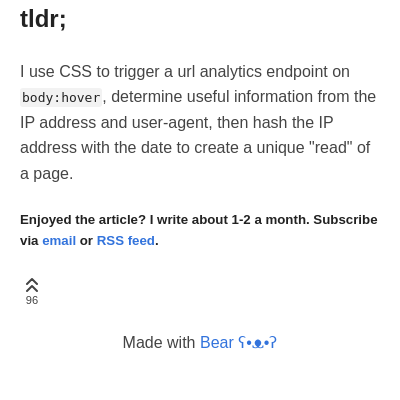 tldr;
I use CSS to trigger a url analytics endpoint on
body:hover, determine useful information from the
IP address and user-agent, then hash the IP
address with the date to create a unique "read" of
a page.
Enjoyed the article? I write about 1-2 a month. Subscribe
via email or RSS feed.
96
Made with Bear ʕ•ᴥ•ʔ